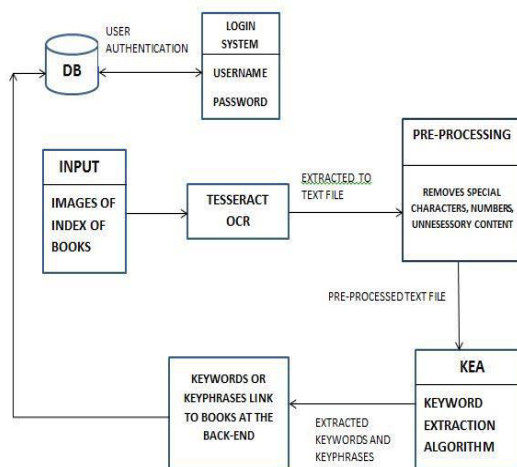 USER
AUTHENTICATION
DB
LOGIN
SYSTEM
USERNAME
PASSWORD
INPUT
IMAGES OF
INDEX OF
BOOKS
TESSERACT
OCR
EXTRACTED TO
TEXT FILE
PRE-PROCESSING
REMOVES SPECIAL
CHARACTERS, NUMBERS,
UNNESESSORY CONTENT
PRE-PROCESSED TEXT FILE
KEA
KEYWORD
EXTRACTION
ALGORITHM
EXTRACTED
KEYWORDS AND
KEYPHRASES
KEYWORDS OR
KEYPHRASES LINK
TO BOOKS AT THE
BACK-END